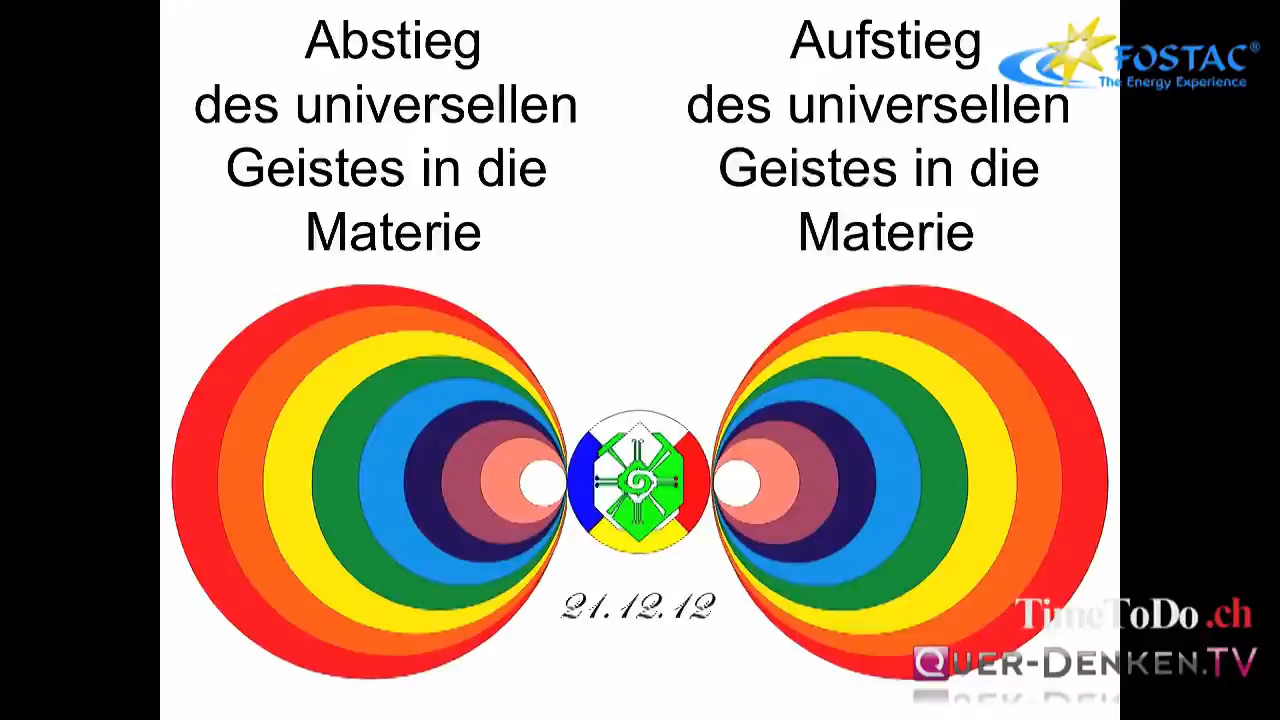 Abstieg
des universellen
Geistes in die
Materie
Aufstieg
des universellen
Geistes in die
Materie
FOSTAC®
The Energy Experience
21.12.12
TimeToDo.ch
QUER-DENKEN.TV